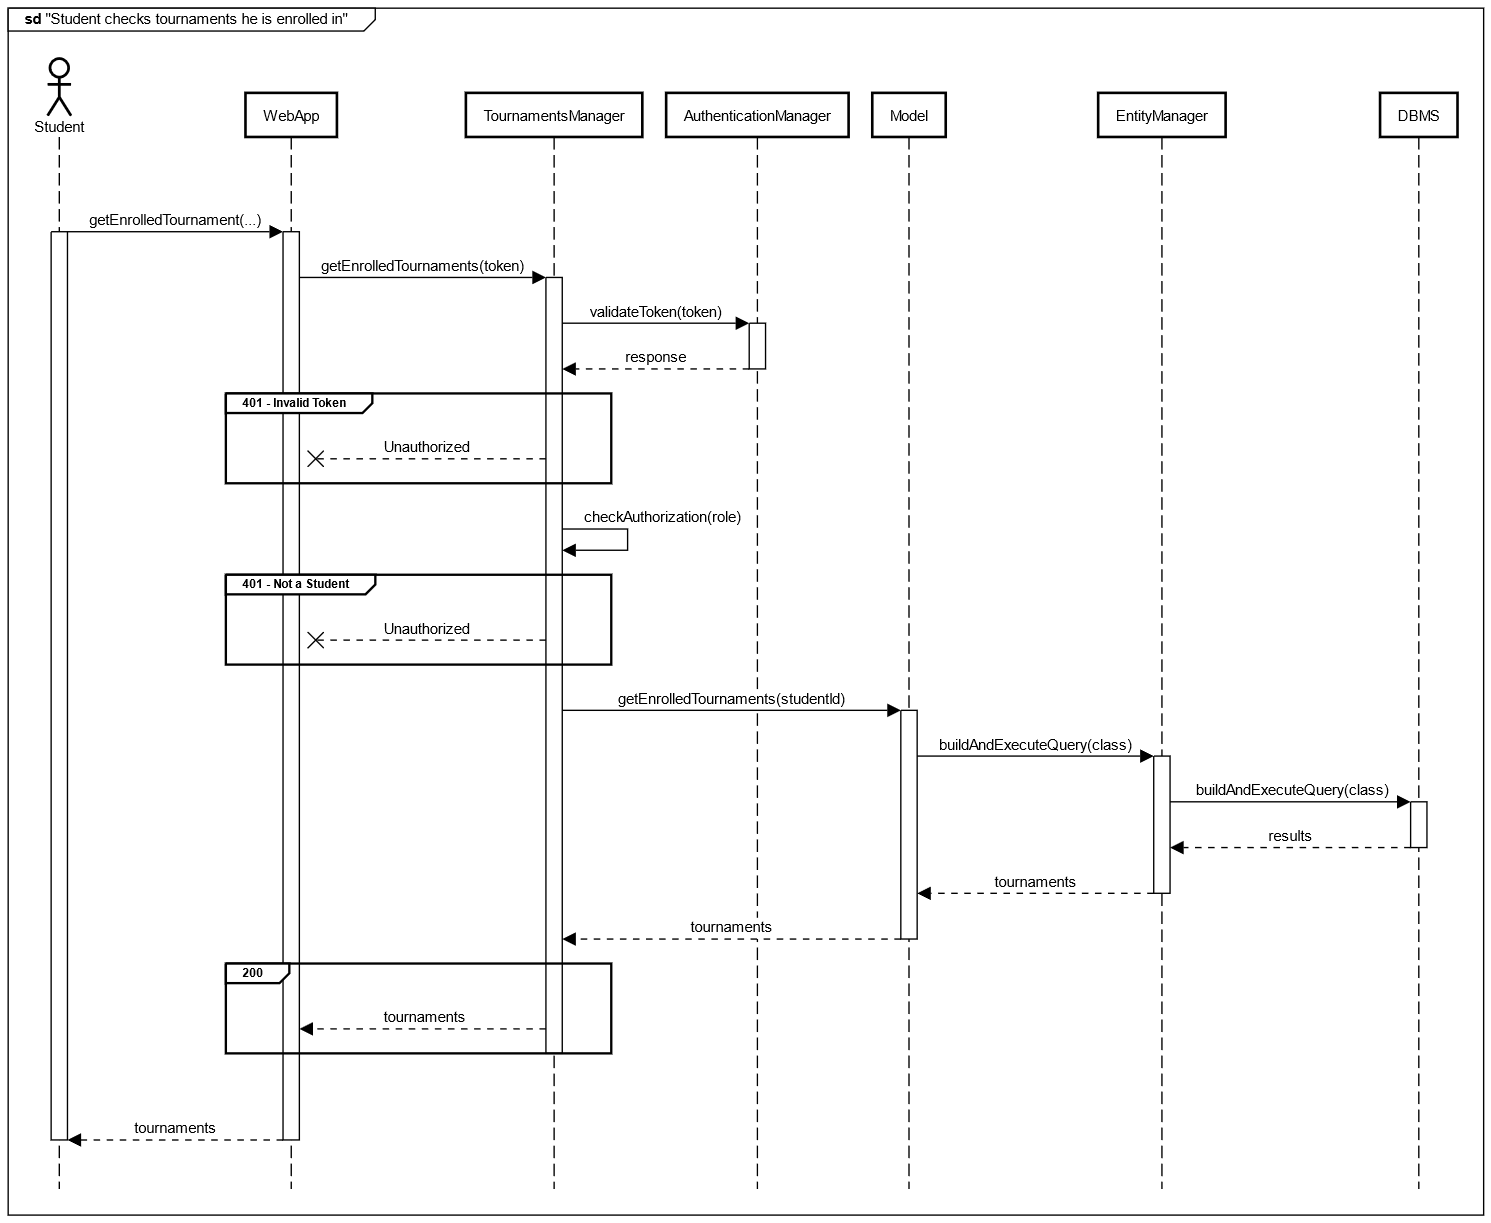 sd "Student checks tournaments he is enrolled in"
Student
WebApp
TournamentsManager
AuthenticationManager
Model
EntityManager
DBMS
getEnrolledTournament(...)
getEnrolledTournaments(token)
validateToken(token)
response
401 - Invalid Token
Unauthorized
checkAuthorization(role)
401 - Not a Student
Unauthorized
getEnrolledTournaments(studentId)
buildAndExecuteQuery(class)
buildAndExecuteQuery(class)
results
tournaments
tournaments
200
tournaments
tournaments